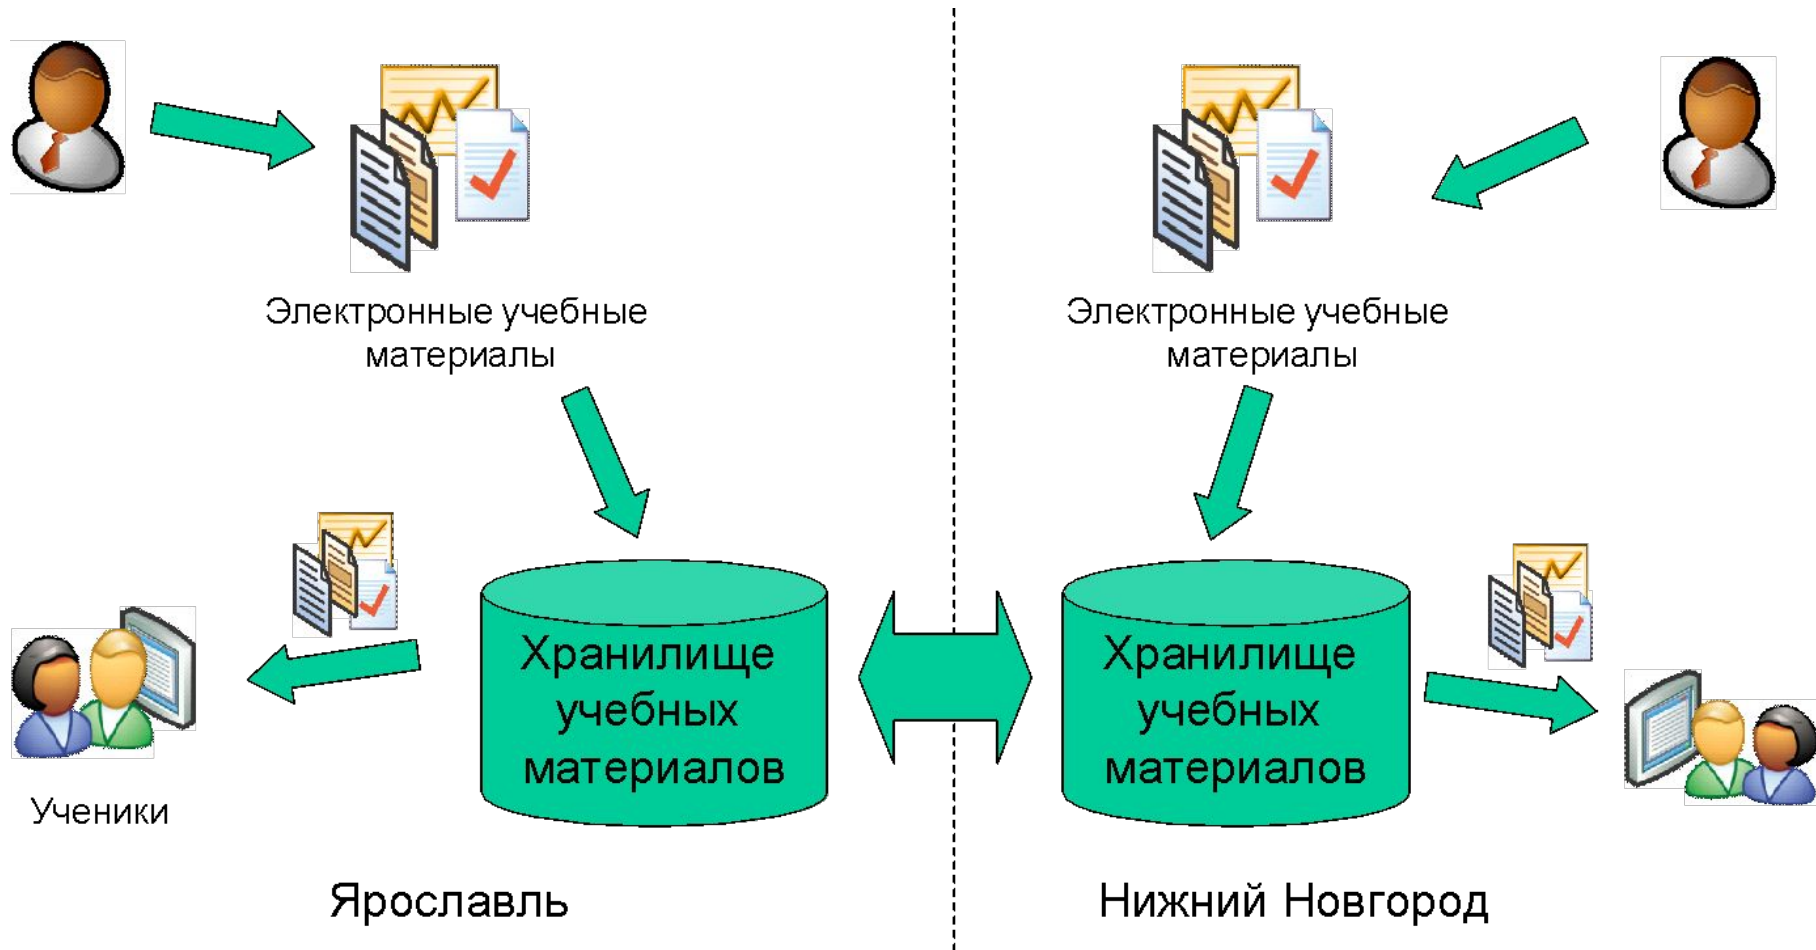 Электронные учебные
материалы
Электронные учебные
материалы
Хранилище
учебных
материалов
Хранилище
учебных
материалов
Ученики
Ярославль
Нижний Новгород